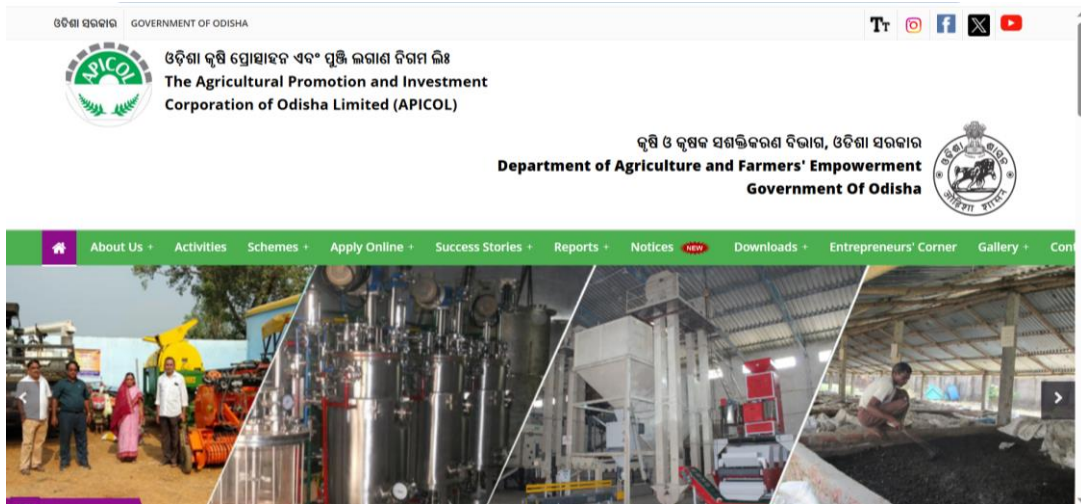 ଓଡିଶା ସରକାର GOVERNMENT OF ODISHA
APICOL
ଓଡ଼ିଶା କୃଷି ପ୍ରୋତ୍ସାହନ ଏବଂ ପୁଞ୍ଜି ଲଗାଣ ନିଗମ ଲିଃ
The Agricultural Promotion and Investment
Corporation of Odisha Limited (APICOL)
କୃଷି ଓ କୃଷକ ସଶକ୍ତିକରଣ ବିଭାଗ, ଓଡିଶା ସରକାର
Department of Agriculture and Farmers' Empowerment
Government Of Odisha
About Us + Activities Schemes + Apply Online + Success Stories + Reports + Notices NEW Downloads + Entrepreneurs' Corner Gallery + Cont